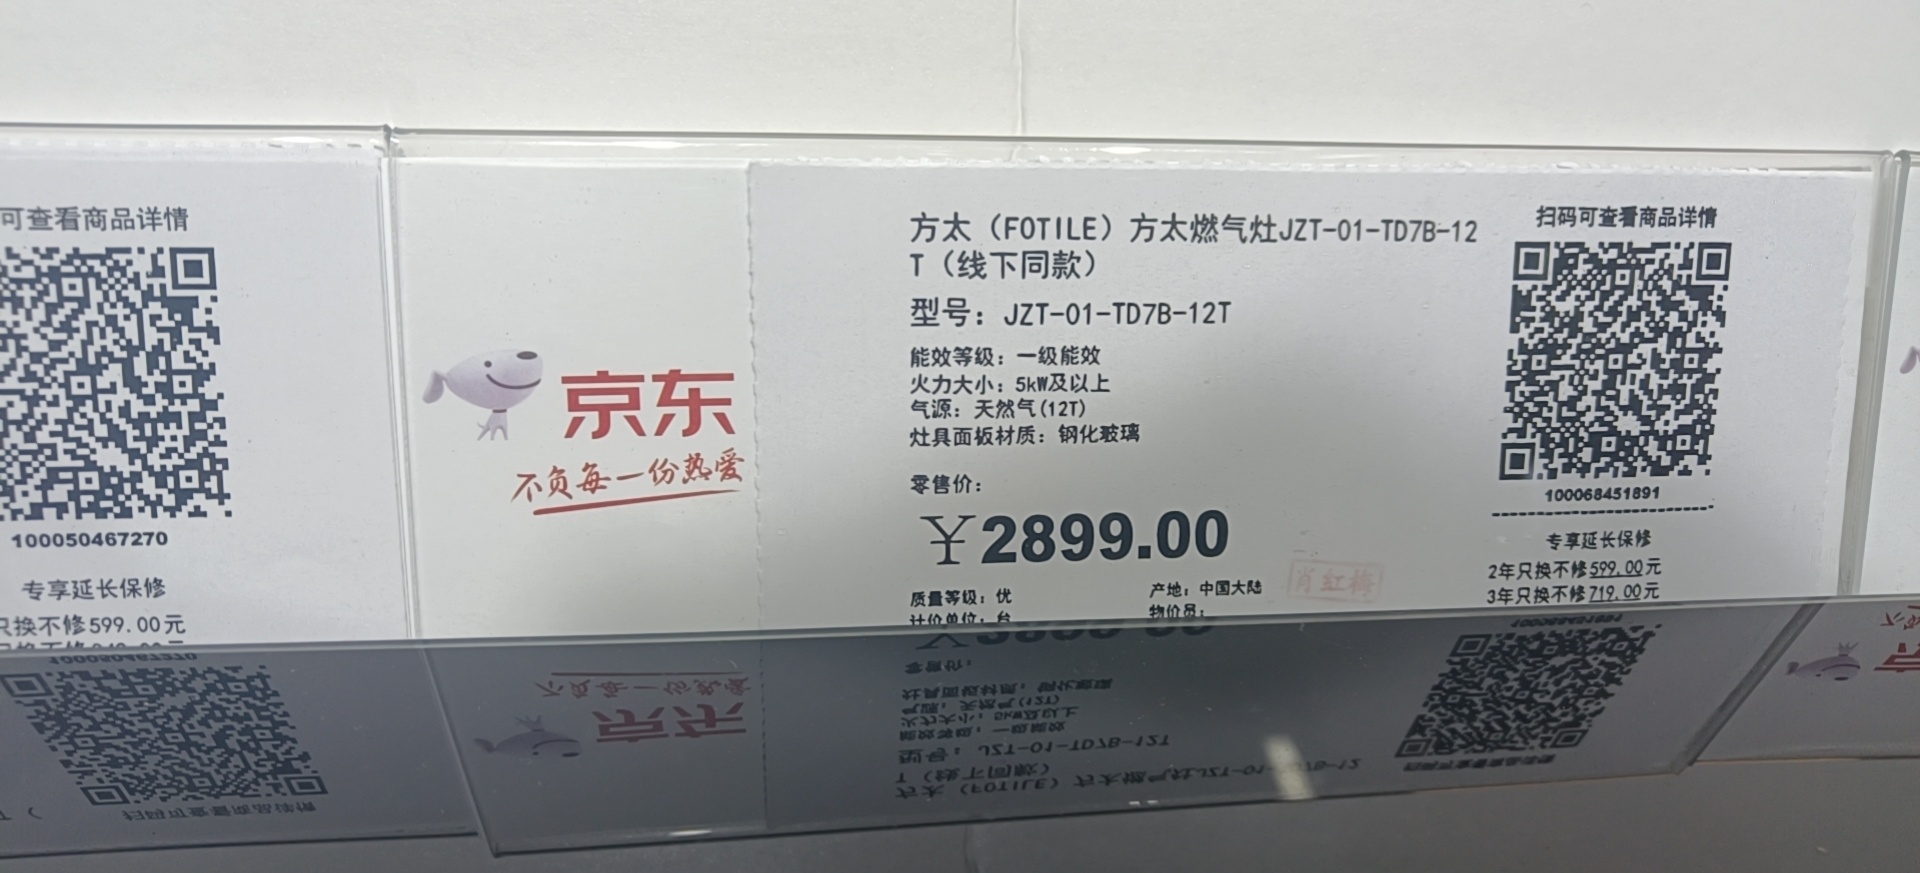 可查看商品详情
100050467270
专享延长保修
只换不修599.00元
京东
不负每一份热爱
方太（FOTILE）方太燃气灶JZT-01-TD7B-12
T（线下同款）
型号：JZT-01-TD7B-12T
能效等级：一级能效
火力大小：5kW及以上
气源：天然气(12T)
灶具面板材质：钢化玻璃
零售价：
￥2899.00
质量等级：优
产地：中国大陆
计价单位：台
物价员：
肖红梅
扫码可查看商品详情
100068451891
专享延长保修
2年只换不修599.00元
3年只换不修719.00元